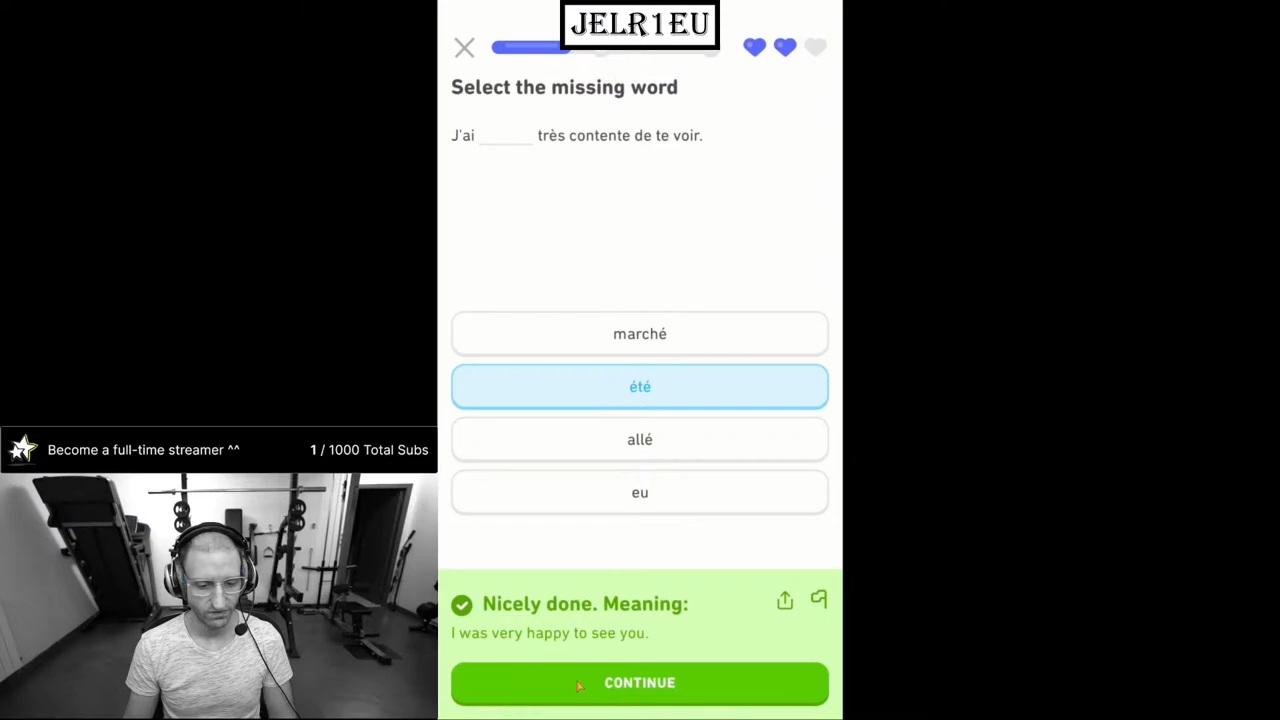 JELR1EU
Select the missing word
J'ai ______ très contente de te voir.
marché
été
allé
eu
Become a full-time streamer ^^ 1 / 1000 Total Subs
Nicely done. Meaning:
I was very happy to see you.
CONTINUE